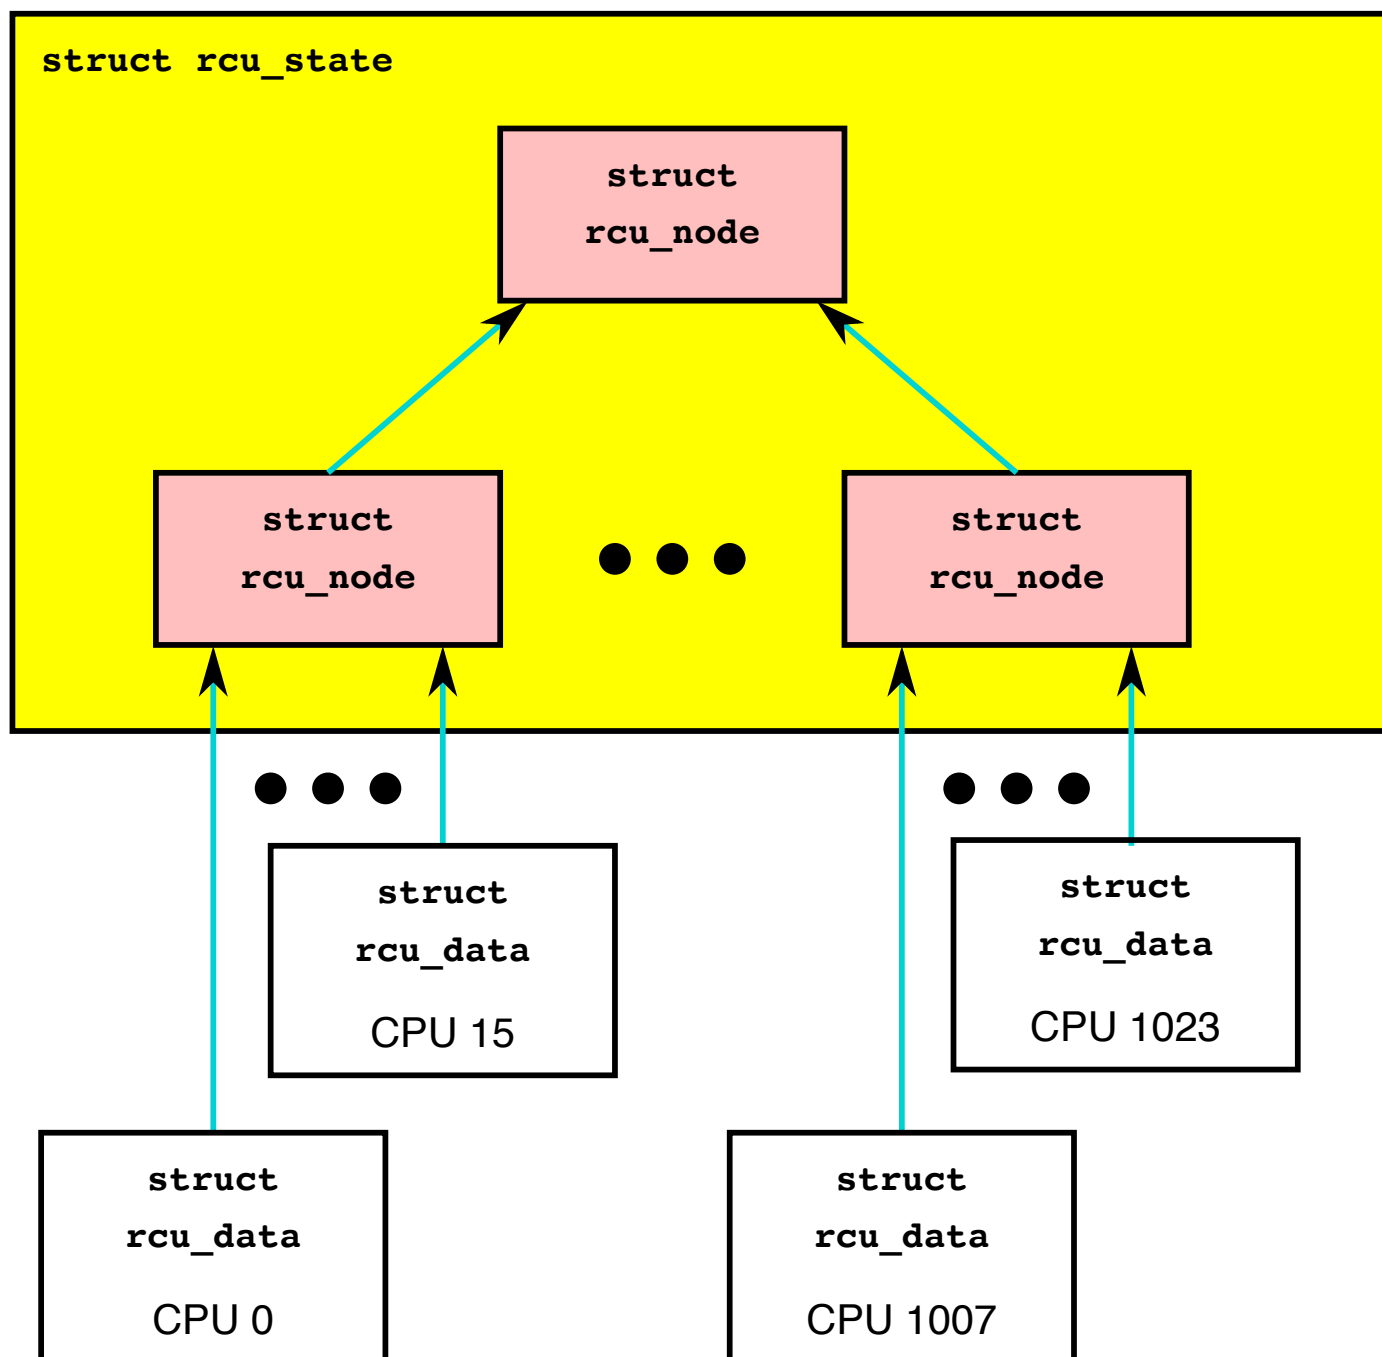 struct rcu_state
struct
rcu_node
struct
rcu_node
struct
rcu_node
struct
rcu_data
CPU 15
struct
rcu_data
CPU 1023
struct
rcu_data
CPU 0
struct
rcu_data
CPU 1007